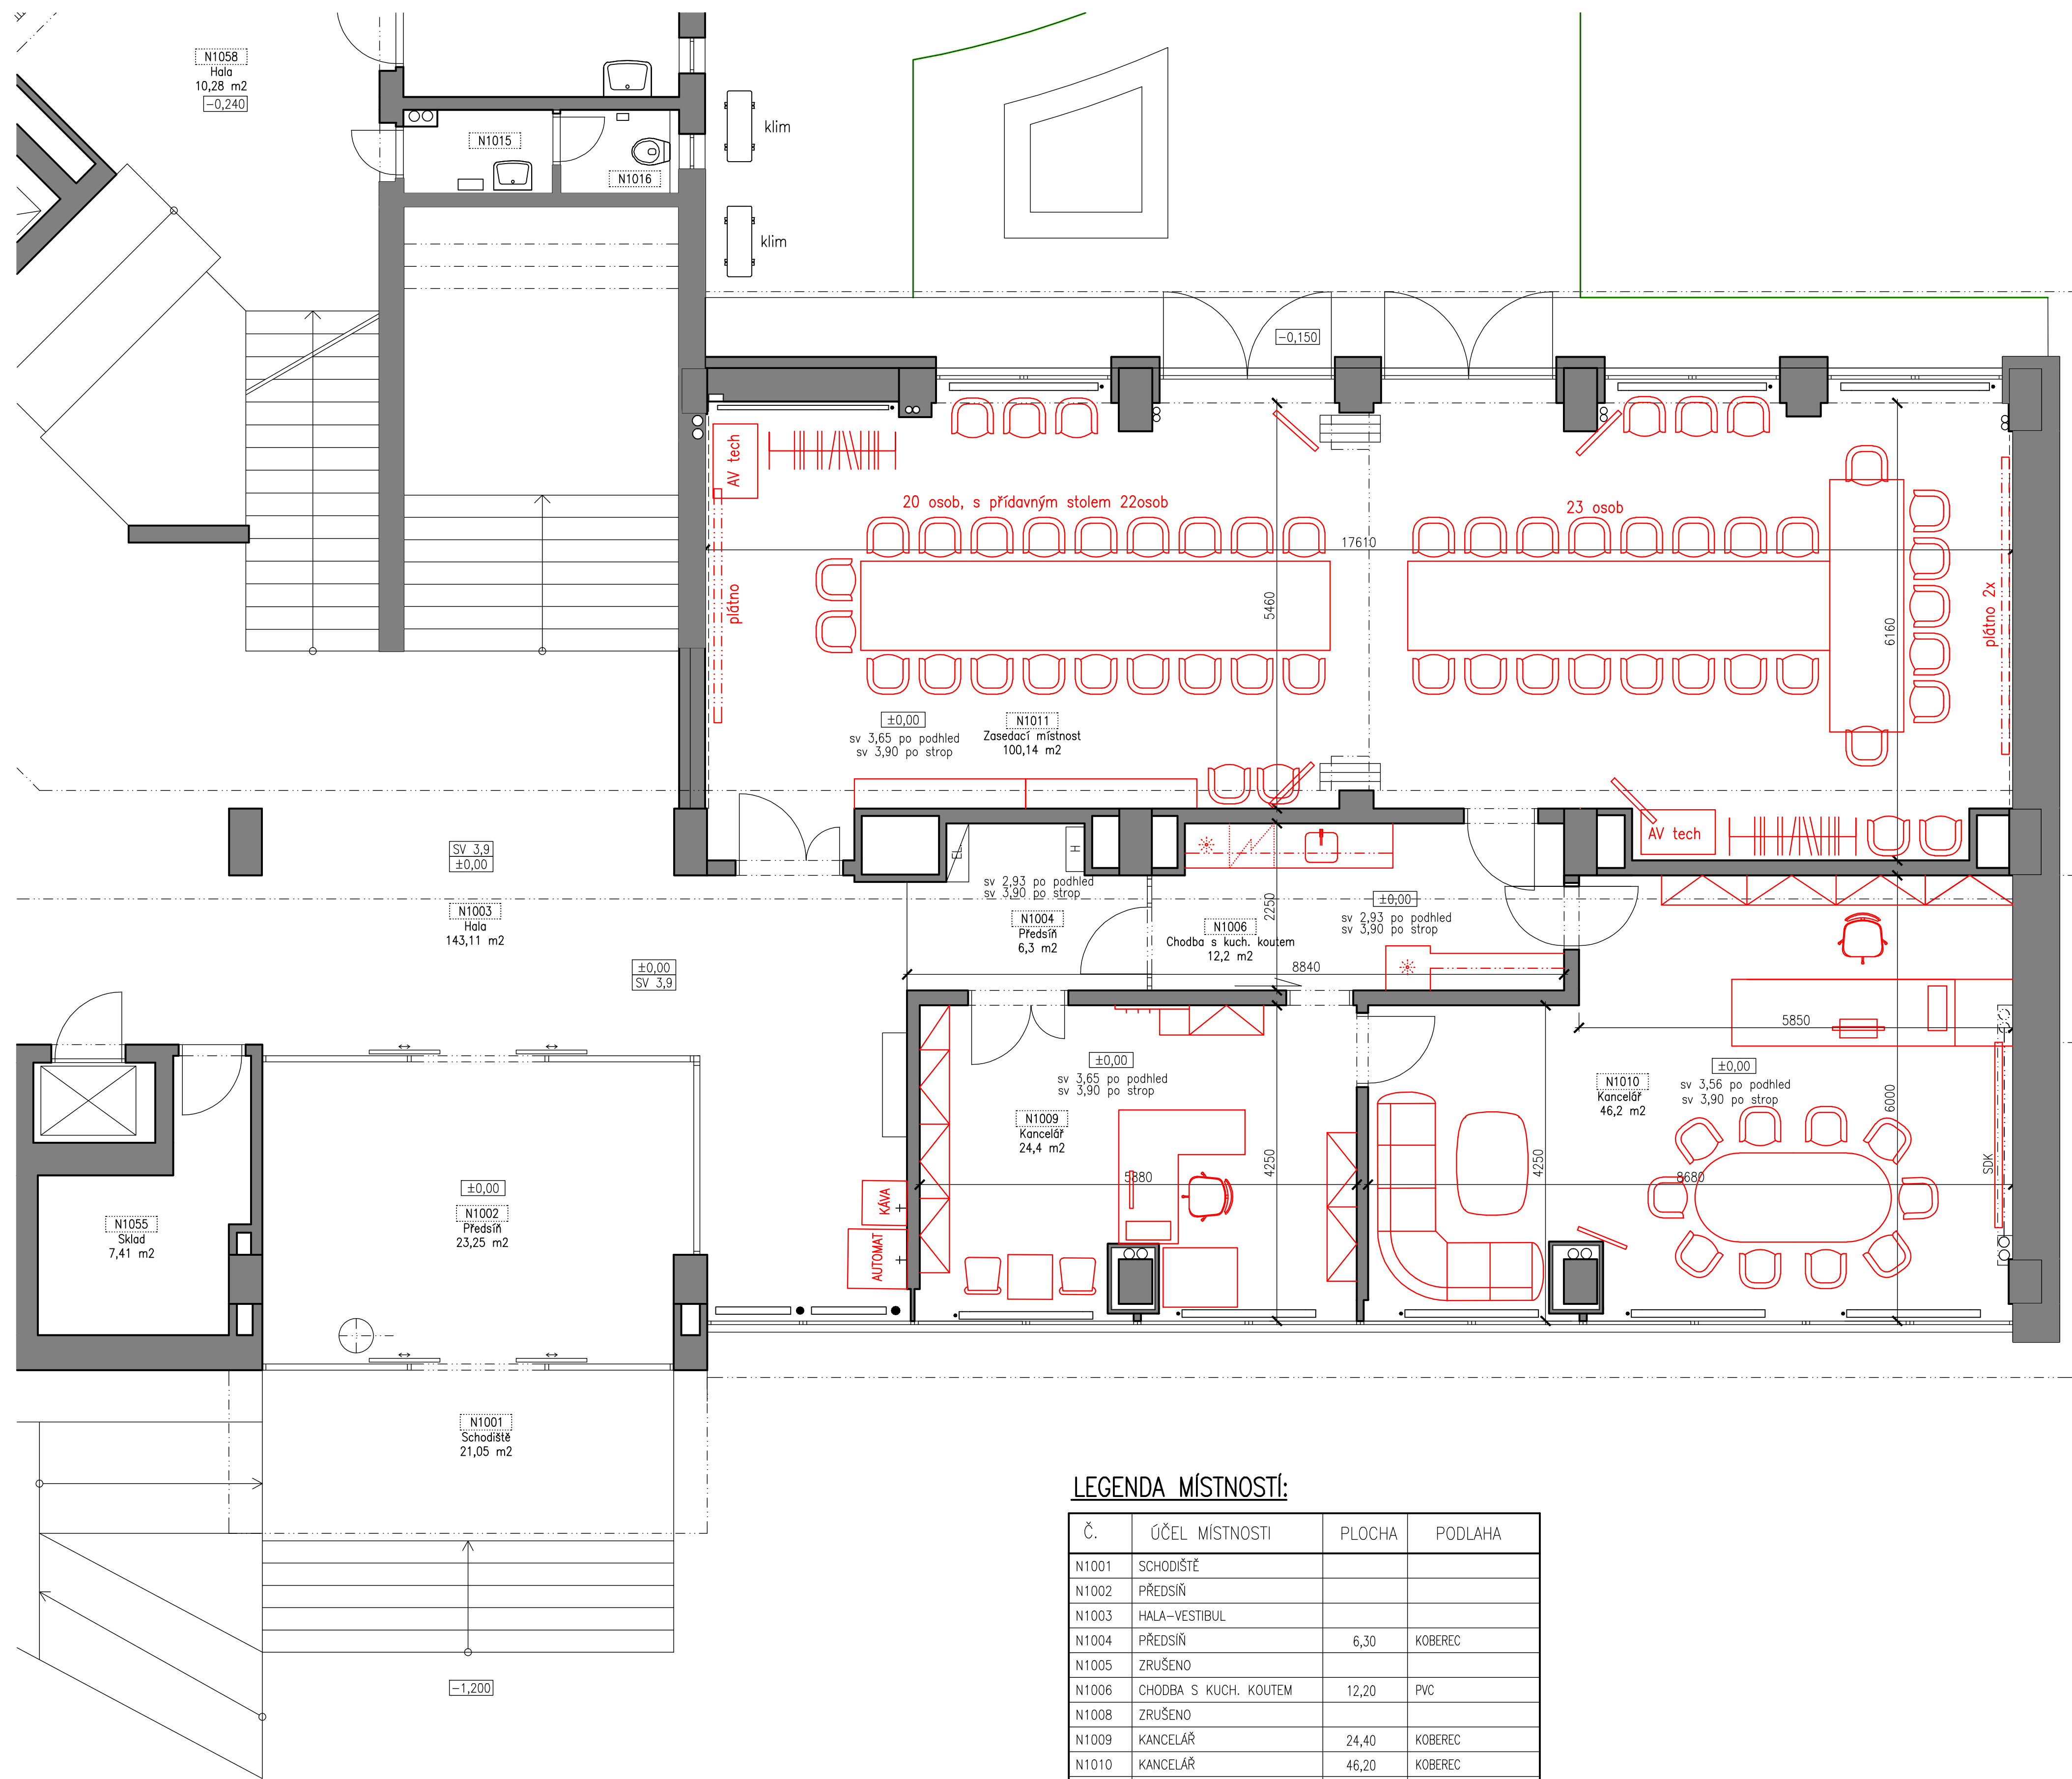 N1058
Hala
10,28 m2
-0,240
N1015
N1016
klim
klim
-0,150
AV tech
20 osob, s přídavným stolem 22osob
23 osob
17610
plátno
5460
6160
plátno 2x
±0,00
sv 3,65 po podhled
sv 3,90 po strop
N1011
Zasedací místnost
100,14 m2
AV tech
SV 3,9
±0,00
EL
H
sv 2,93 po podhled
sv 3,90 po strop
N1003
Hala
143,11 m2
N1004
Předsíň
6,3 m2
N1006
Chodba s kuch. koutem
12,2 m2
2250
±0,00
sv 2,93 po podhled
sv 3,90 po strop
±0,00
SV 3,9
8840
5850
±0,00
sv 3,65 po podhled
sv 3,90 po strop
N1009
Kancelář
24,4 m2
N1010
Kancelář
46,2 m2
±0,00
sv 3,56 po podhled
sv 3,90 po strop
6000
4250
4250
5880
8680
SDK
KÁVA
AUTOMAT
±0,00
N1002
Předsíň
23,25 m2
N1055
Sklad
7,41 m2
N1001
Schodiště
21,05 m2
-1,200
LEGENDA MÍSTNOSTÍ:
Č. ÚČEL MÍSTNOSTI PLOCHA PODLAHA
N1001 SCHODIŠTĚ
N1002 PŘEDSÍŇ
N1003 HALA-VESTIBUL
N1004 PŘEDSÍŇ 6,30 KOBEREC
N1005 ZRUŠENO
N1006 CHODBA S KUCH. KOUTEM 12,20 PVC
N1008 ZRUŠENO
N1009 KANCELÁŘ 24,40 KOBEREC
N1010 KANCELÁŘ 46,20 KOBEREC